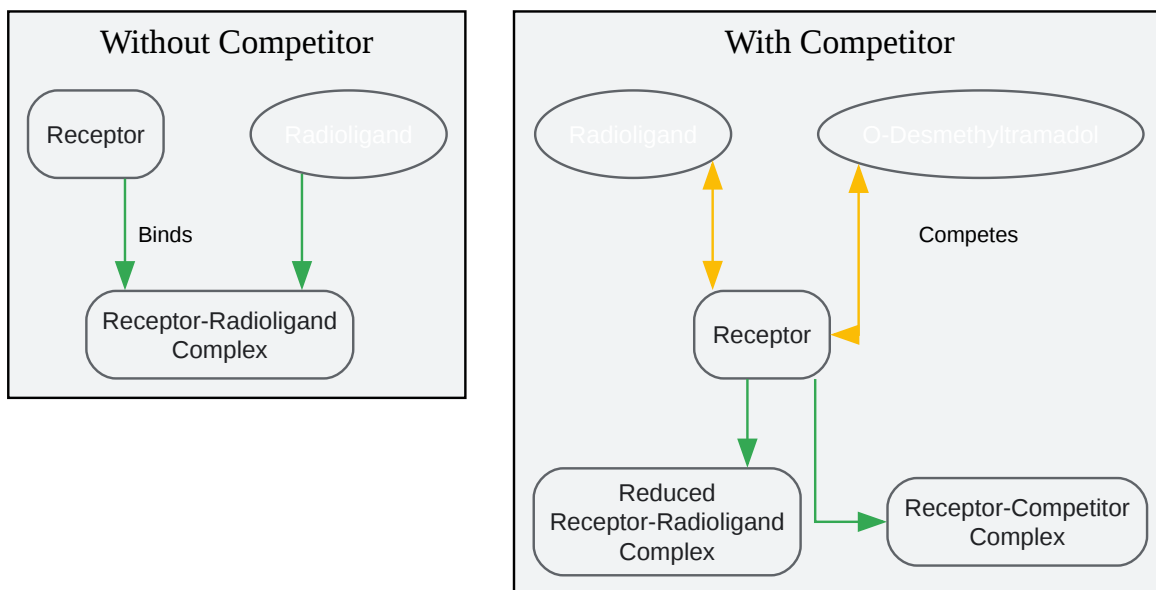 Without Competitor
Receptor
Radioligand
Binds
Receptor-Radioligand
Complex
With Competitor
Radioligand
O-Desmethyltramadol
Competes
Receptor
Reduced
Receptor-Radioligand
Complex
Receptor-Competitor
Complex